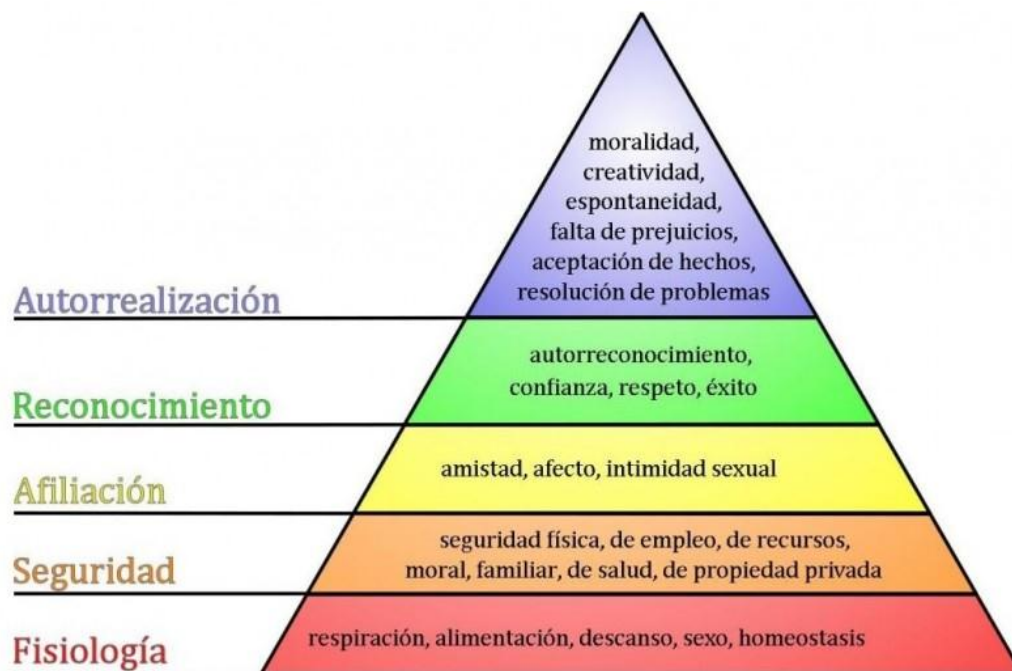 moralidad,
creatividad,
espontaneidad,
falta de prejuicios,
aceptación de hechos,
resolución de problemas
Autorrealización
autorreconocimiento,
confianza, respeto, éxito
Reconocimiento
amistad, afecto, intimidad sexual
Afiliación
seguridad física, de empleo, de recursos,
moral, familiar, de salud, de propiedad privada
Seguridad
respiración, alimentación, descanso, sexo, homeostasis
Fisiología